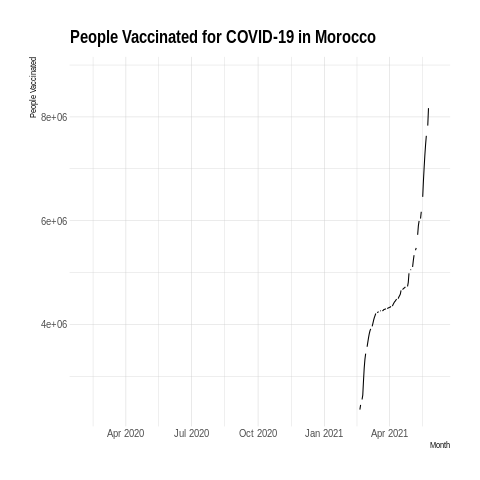 People Vaccinated for COVID-19 in Morocco
People Vaccinated
8e+06
6e+06
4e+06
Apr 2020 Jul 2020 Oct 2020 Jan 2021 Apr 2021
Month